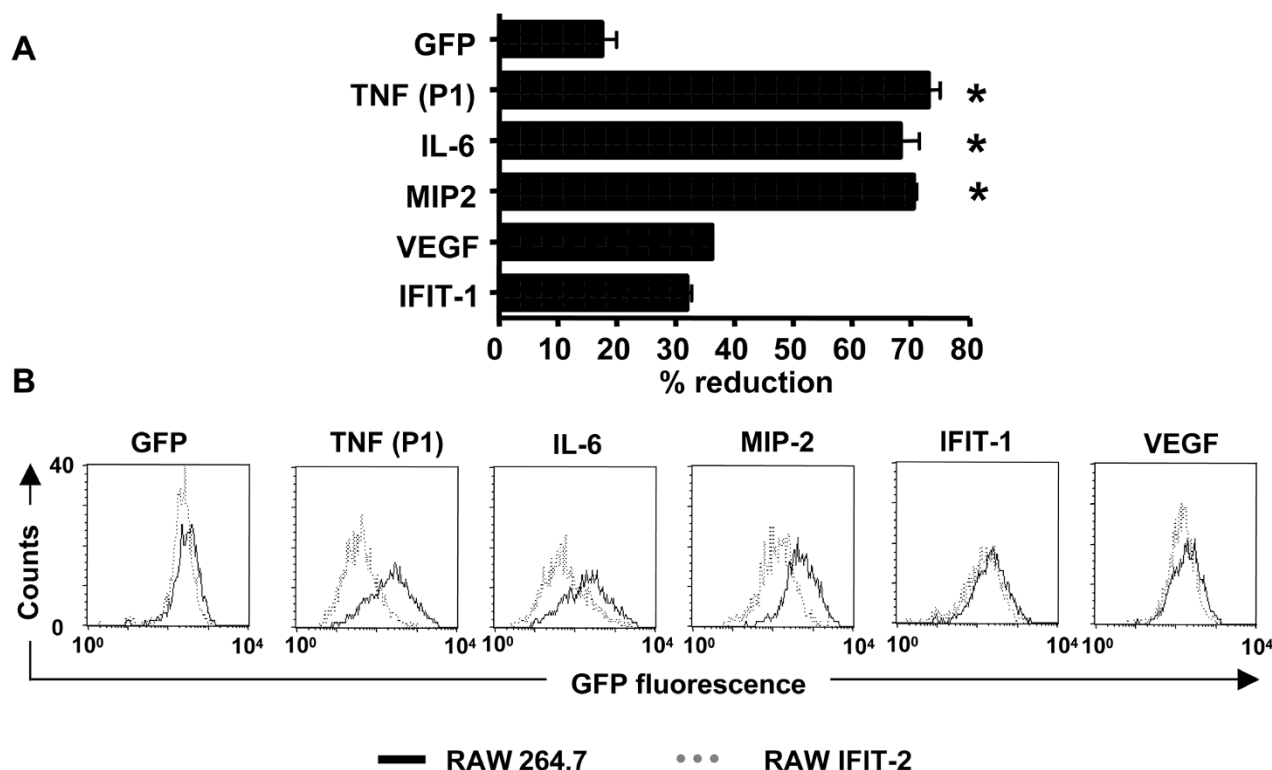 A
GFP
TNF (P1)
*
IL-6
*
MIP2
*
VEGF
IFIT-1
0 10 20 30 40 50 60 70 80
% reduction
B
GFP TNF (P1) IL-6 MIP-2 IFIT-1 VEGF
40
Counts
0
10⁰ 10⁴ 10⁰ 10⁴ 10⁰ 10⁴ 10⁰ 10⁴ 10⁰ 10⁴ 10⁰ 10⁴
GFP fluorescence
RAW 264.7 RAW IFIT-2